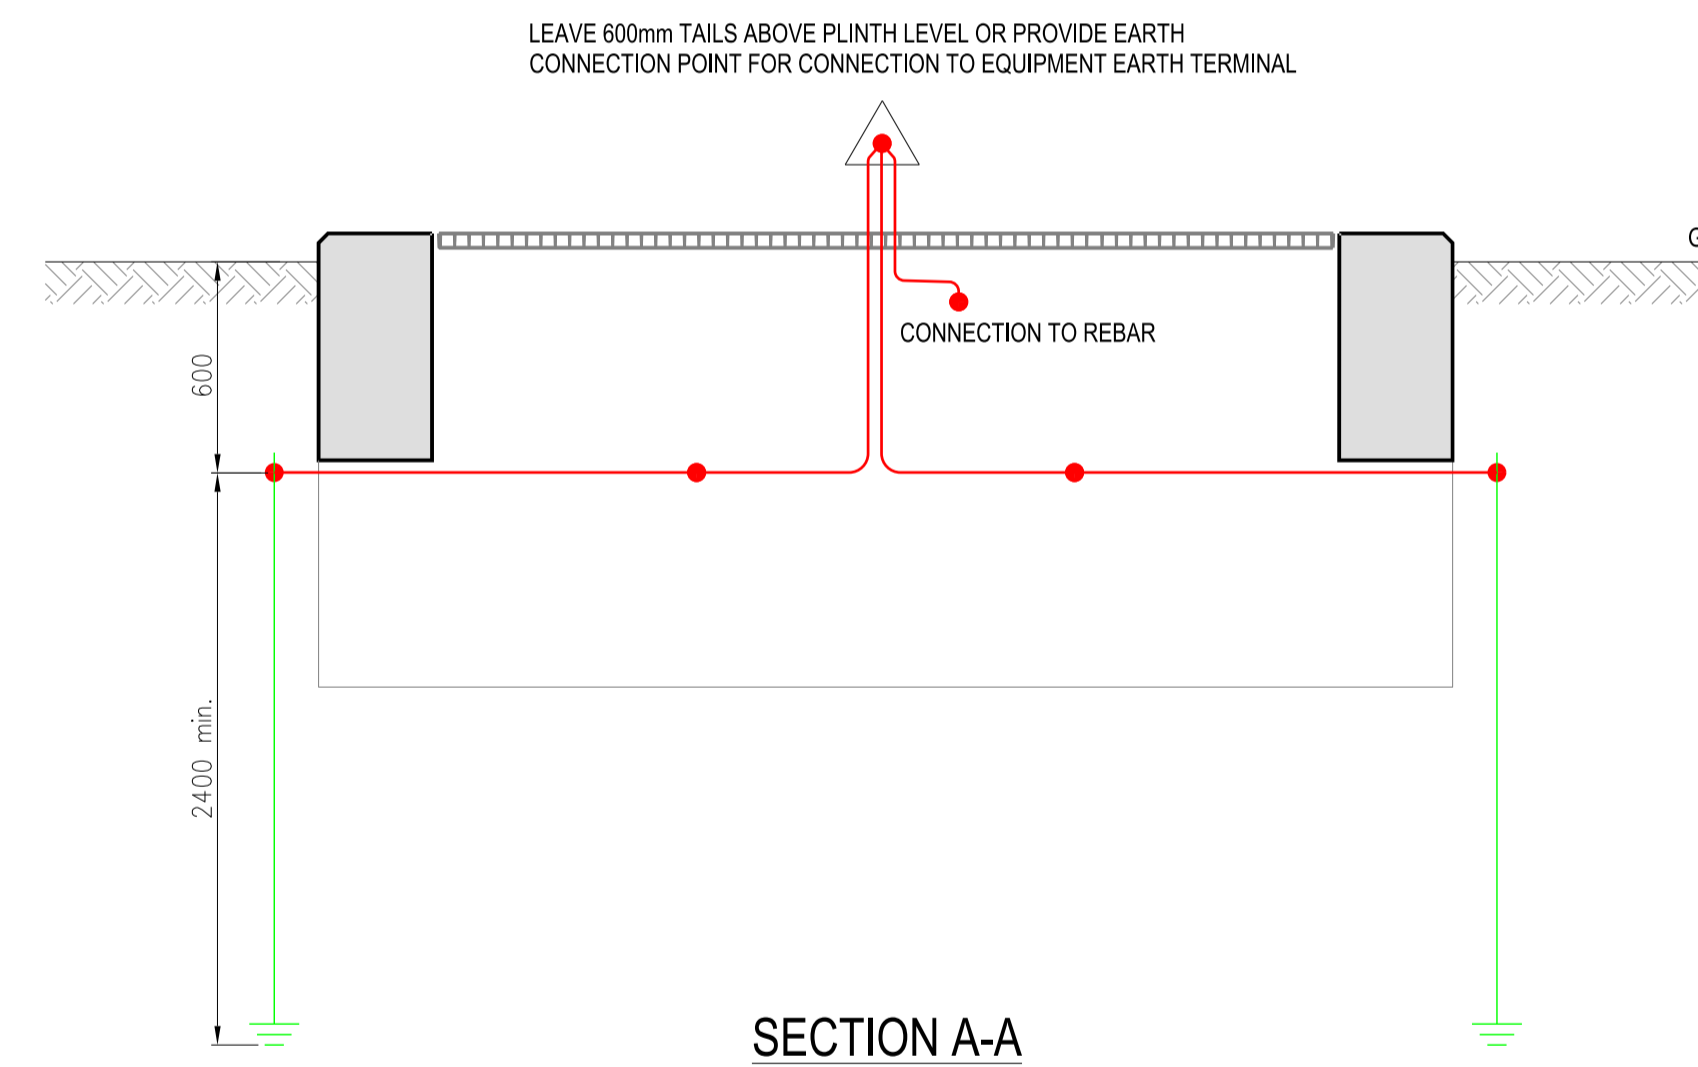 LEAVE 600mm TAILS ABOVE PLINTH LEVEL OR PROVIDE EARTH
CONNECTION POINT FOR CONNECTION TO EQUIPMENT EARTH TERMINAL
G
CONNECTION TO REBAR
600
2400 min.
SECTION A-A